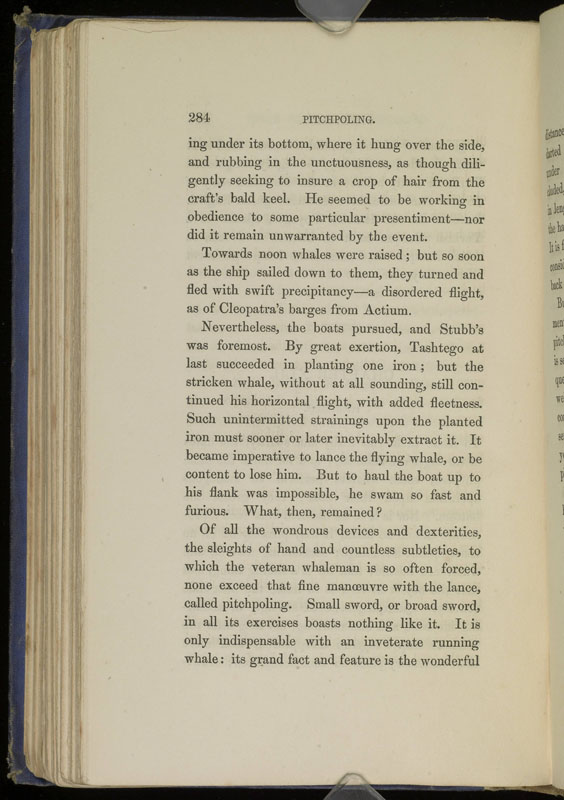 284
PITCHPOLING.
ing under its bottom, where it hung over the side,
and rubbing in the unctuousness, as though dili-
gently seeking to insure a crop of hair from the
craft's bald keel. He seemed to be working in
obedience to some particular presentiment—nor
did it remain unwarranted by the event.
Towards noon whales were raised; but so soon
as the ship sailed down to them, they turned and
fled with swift precipitancy—a disordered flight,
as of Cleopatra's barges from Actium.
Nevertheless, the boats pursued, and Stubb's
was foremost. By great exertion, Tashtego at
last succeeded in planting one iron; but the
stricken whale, without at all sounding, still con-
tinued his horizontal flight, with added fleetness.
Such unintermitted strainings upon the planted
iron must sooner or later inevitably extract it. It
became imperative to lance the flying whale, or be
content to lose him. But to haul the boat up to
his flank was impossible, he swam so fast and
furious. What, then, remained?
Of all the wondrous devices and dexterities,
the sleights of hand and countless subtleties, to
which the veteran whaleman is so often forced,
none exceed that fine manœuvre with the lance,
called pitchpoling. Small sword, or broad sword,
in all its exercises boasts nothing like it. It is
only indispensable with an inveterate running
whale: its grand fact and feature is the wonderful